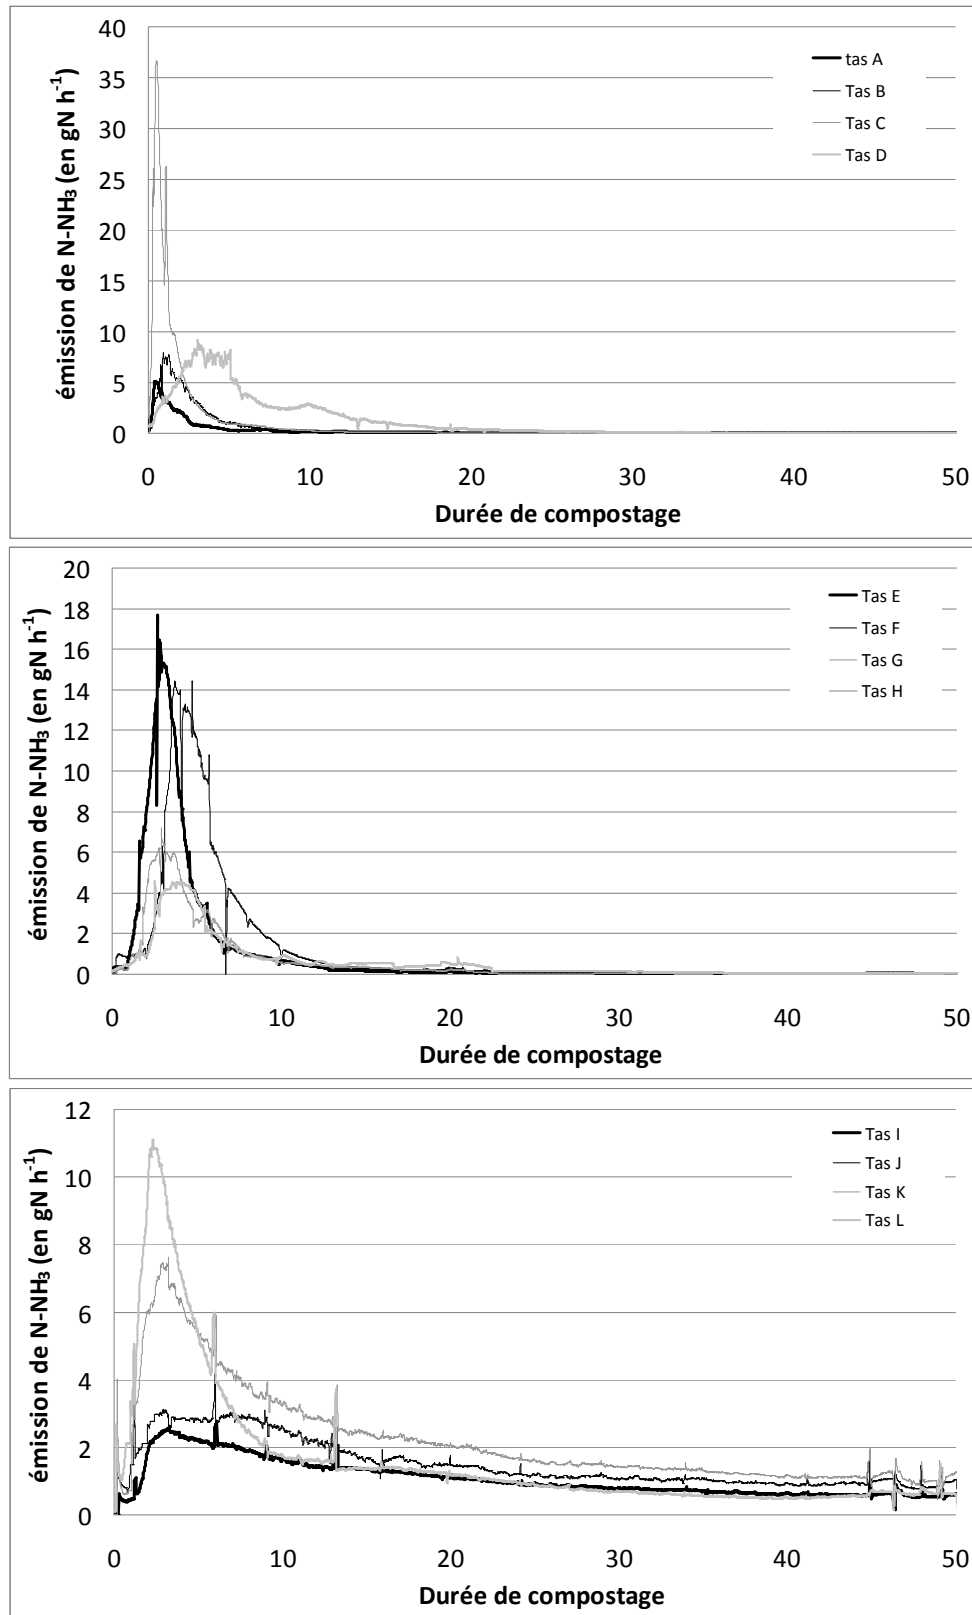 émission de N-NH₃ (en gN h⁻¹)
40
35
30
25
20
15
10
5
0
tas A
Tas B
Tas C
Tas D
0 10 20 30 40 50
Durée de compostage
émission de N-NH₃ (en gN h⁻¹)
20
18
16
14
12
10
8
6
4
2
0
Tas E
Tas F
Tas G
Tas H
0 10 20 30 40 50
Durée de compostage
émission de N-NH₃ (en gN h⁻¹)
12
10
8
6
4
2
0
Tas I
Tas J
Tas K
Tas L
0 10 20 30 40 50
Durée de compostage